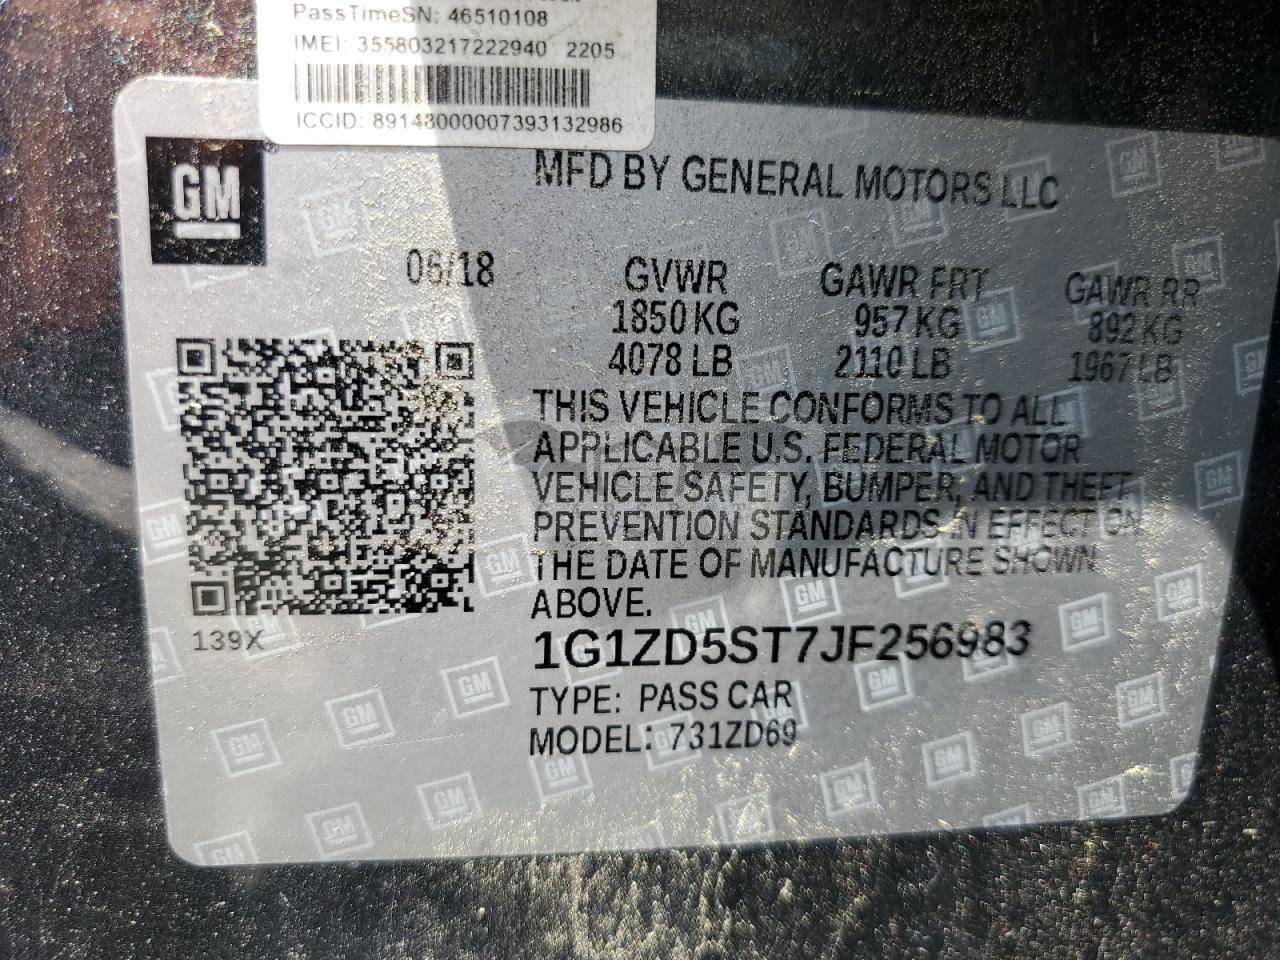 PassTimeSN: 46510108
IMEI: 355803217222940 2205
ICCID: 89148000007393132986
GM
MFD BY GENERAL MOTORS LLC
06/18 GVWR GAWR FRT GAWR RR
1850 KG 957 KG 892 KG
4078 LB 2110 LB 1967 LB
THIS VEHICLE CONFORMS TO ALL
APPLICABLE U.S. FEDERAL MOTOR
VEHICLE SAFETY, BUMPER, AND THEFT
PREVENTION STANDARDS IN EFFECT ON
THE DATE OF MANUFACTURE SHOWN
ABOVE.
139X
1G1ZD5ST7JF256983
TYPE: PASS CAR
MODEL: 731ZD69